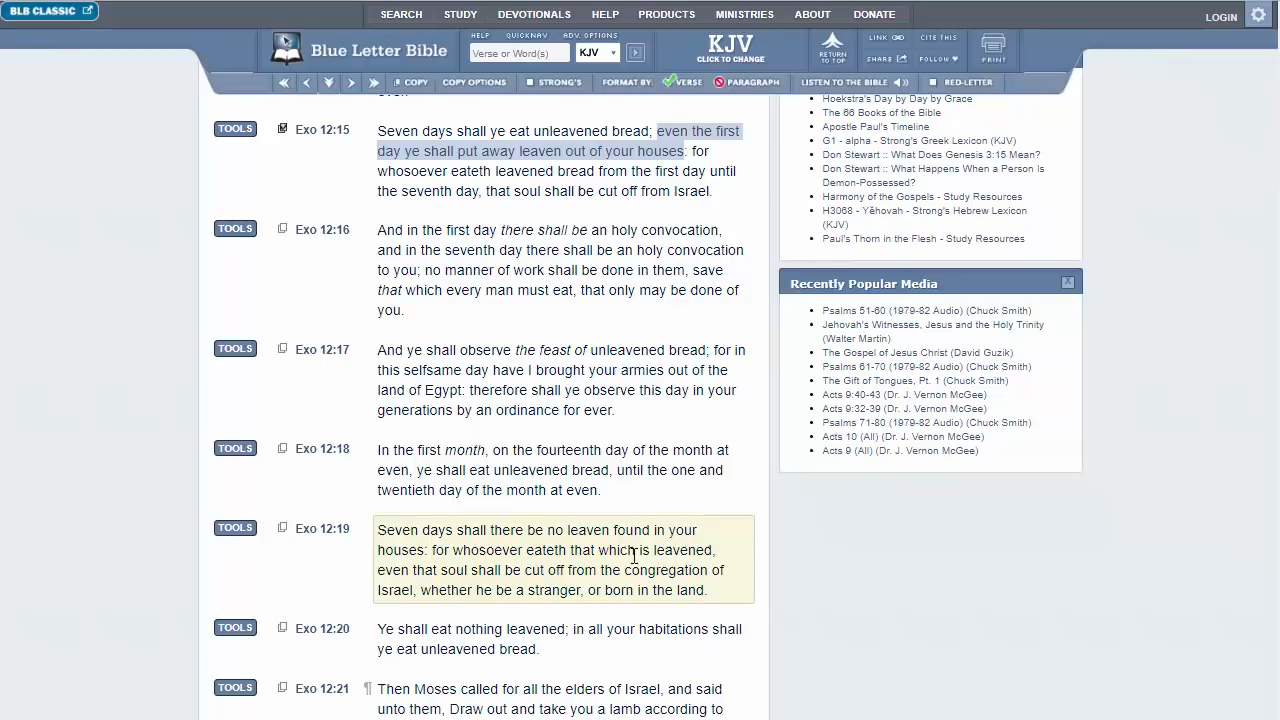 BLB CLASSIC
SEARCH STUDY DEVOTIONALS HELP PRODUCTS MINISTRIES ABOUT DONATE
LOGIN
Blue Letter Bible
HELP QUICKNAV ADV. OPTIONS
Verse or Word(s) KJV
KJV
CLICK TO CHANGE
RETURN
TO TOP
LINK CITE THIS
SHARE FOLLOW
PRINT
COPY COPY OPTIONS STRONG'S FORMAT BY: VERSE PARAGRAPH LISTEN TO THE BIBLE RED-LETTER
TOOLS Exo 12:15 Seven days shall ye eat unleavened bread; even the first
day ye shall put away leaven out of your houses: for
whosoever eateth leavened bread from the first day until
the seventh day, that soul shall be cut off from Israel.
TOOLS Exo 12:16 And in the first day there shall be an holy convocation,
and in the seventh day there shall be an holy convocation
to you; no manner of work shall be done in them, save
that which every man must eat, that only may be done of
you.
TOOLS Exo 12:17 And ye shall observe the feast of unleavened bread; for in
this selfsame day have I brought your armies out of the
land of Egypt: therefore shall ye observe this day in your
generations by an ordinance for ever.
TOOLS Exo 12:18 In the first month, on the fourteenth day of the month at
even, ye shall eat unleavened bread, until the one and
twentieth day of the month at even.
TOOLS Exo 12:19 Seven days shall there be no leaven found in your
houses: for whosoever eateth that which is leavened,
even that soul shall be cut off from the congregation of
Israel, whether he be a stranger, or born in the land.
TOOLS Exo 12:20 Ye shall eat nothing leavened; in all your habitations shall
ye eat unleavened bread.
TOOLS Exo 12:21 ¶ Then Moses called for all the elders of Israel, and said
unto them, Draw out and take you a lamb according to
Hoekstra's Day by Day by Grace
The 66 Books of the Bible
Apostle Paul's Timeline
G1 - alpha - Strong's Greek Lexicon
(KJV)
Don Stewart :: What Does Genesis 3:15 Mean?
Don Stewart :: What Happens When a Person Is
Demon-Possessed?
Harmony of the Gospels - Study Resources
H3068 - Yĕhovah - Strong's Hebrew Lexicon
(KJV)
Paul's Thorn in the Flesh - Study Resources
Recently Popular Media
Psalms 51-60 (1979-82 Audio) (Chuck Smith)
Jehovah's Witnesses, Jesus and the Holy Trinity
(Walter Martin)
The Gospel of Jesus Christ (David Guzik)
Psalms 61-70 (1979-82 Audio) (Chuck Smith)
The Gift of Tongues, Pt. 1 (Chuck Smith)
Acts 9:40-43 (Dr. J. Vernon McGee)
Acts 9:32-39 (Dr. J. Vernon McGee)
Psalms 71-80 (1979-82 Audio) (Chuck Smith)
Acts 10 (All) (Dr. J. Vernon McGee)
Acts 9 (All) (Dr. J. Vernon McGee)